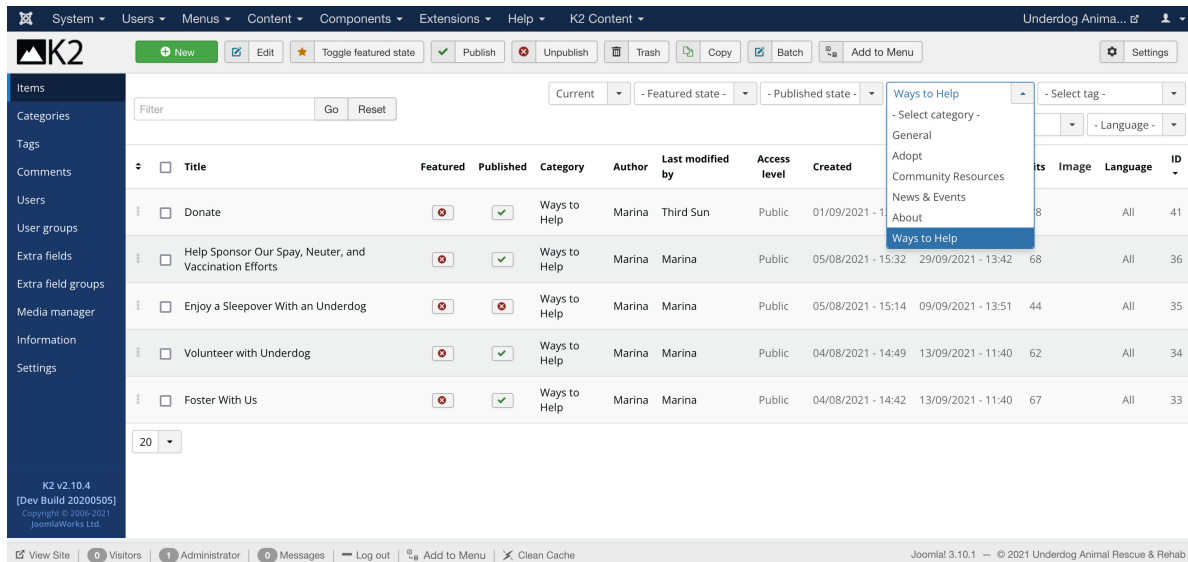 System Users Menus Content Components Extensions Help K2 Content Underdog Anima...
K2 New Edit Toggle featured state Publish Unpublish Trash Copy Batch Add to Menu Settings
Items
Categories
Tags
Comments
Users
User groups
Extra fields
Extra field groups
Media manager
Information
Settings
Current - Featured state - - Published state - Ways to Help - Select tag -
Filter Go Reset
- Language -
- Select category -
General
Adopt
Community Resources
News & Events
About
Ways to Help
Title Featured Published Category Author Last modified by Access level Created Image Language ID
Donate Ways to Help Marina Third Sun Public 01/09/2021 All 41
Help Sponsor Our Spay, Neuter, and Vaccination Efforts Ways to Help Marina Marina Public 05/08/2021 - 15:32 29/09/2021 - 13:42 68 All 36
Enjoy a Sleepover With an Underdog Ways to Help Marina Marina Public 05/08/2021 - 15:14 09/09/2021 - 13:51 44 All 35
Volunteer with Underdog Ways to Help Marina Marina Public 04/08/2021 - 14:49 13/09/2021 - 11:40 62 All 34
Foster With Us Ways to Help Marina Marina Public 04/08/2021 - 14:42 13/09/2021 - 11:40 67 All 33
20
K2 v2.10.4
[Dev Build 20200505]
Copyright © 2006-2021
JoomlaWorks Ltd.
View Site 0 Visitors 1 Administrator 0 Messages Log out Add to Menu Clean Cache Joomla! 3.10.1 — © 2021 Underdog Animal Rescue & Rehab